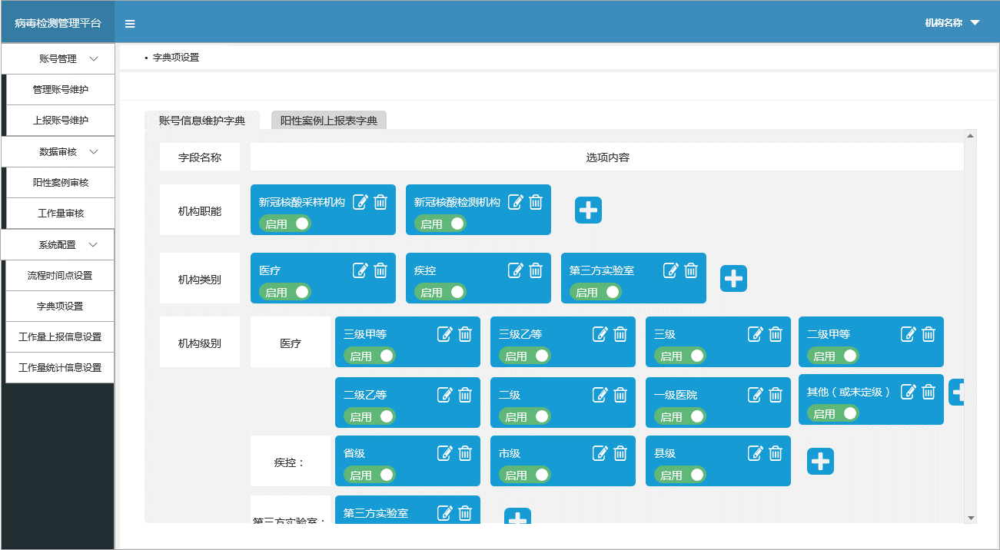 病毒检测管理平台
机构名称
账号管理
管理账号维护
上报账号维护
数据审核
阳性案例审核
工作量审核
系统配置
流程时间点设置
字典项设置
工作量上报信息设置
工作量统计信息设置
• 字典项设置
账号信息维护字典 阳性案例上报表字典
字段名称 选项内容
机构职能
新冠核酸采样机构 新冠核酸检测机构
启用 启用
机构类别
医疗 疾控 第三方实验室
启用 启用 启用
机构级别 医疗
三级甲等 三级乙等 三级 二级甲等
启用 启用 启用 启用
二级乙等 二级 一级医院 其他（或未定级）
启用 启用 启用 启用
疾控：
省级 市级 县级
启用 启用 启用
第三方实验室：
第三方实验室